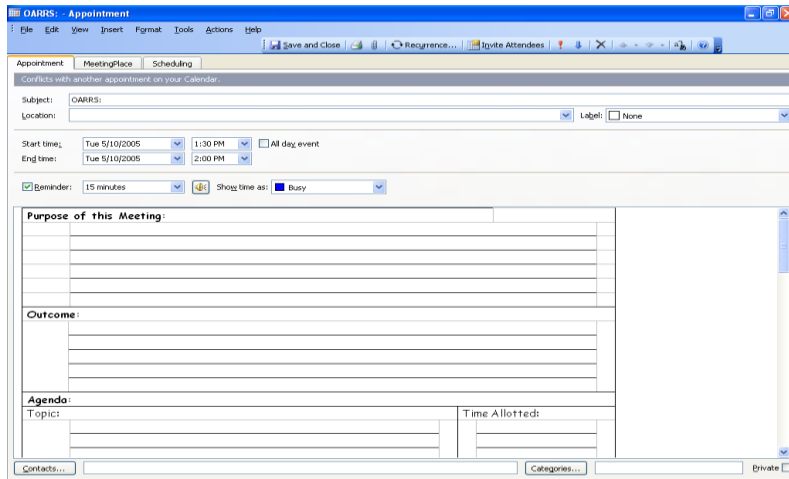 OARRS: - Appointment
File Edit View Insert Format Tools Actions Help
Save and Close Recurrence... Invite Attendees
Appointment MeetingPlace Scheduling
Conflicts with another appointment on your Calendar.
Subject: OARRS:
Location: Label: None
Start time: Tue 5/10/2005 1:30 PM All day event
End time: Tue 5/10/2005 2:00 PM
Reminder: 15 minutes Show time as: Busy
Purpose of this Meeting:
Outcome:
Agenda:
Topic: Time Allotted:
Contacts... Categories... Private